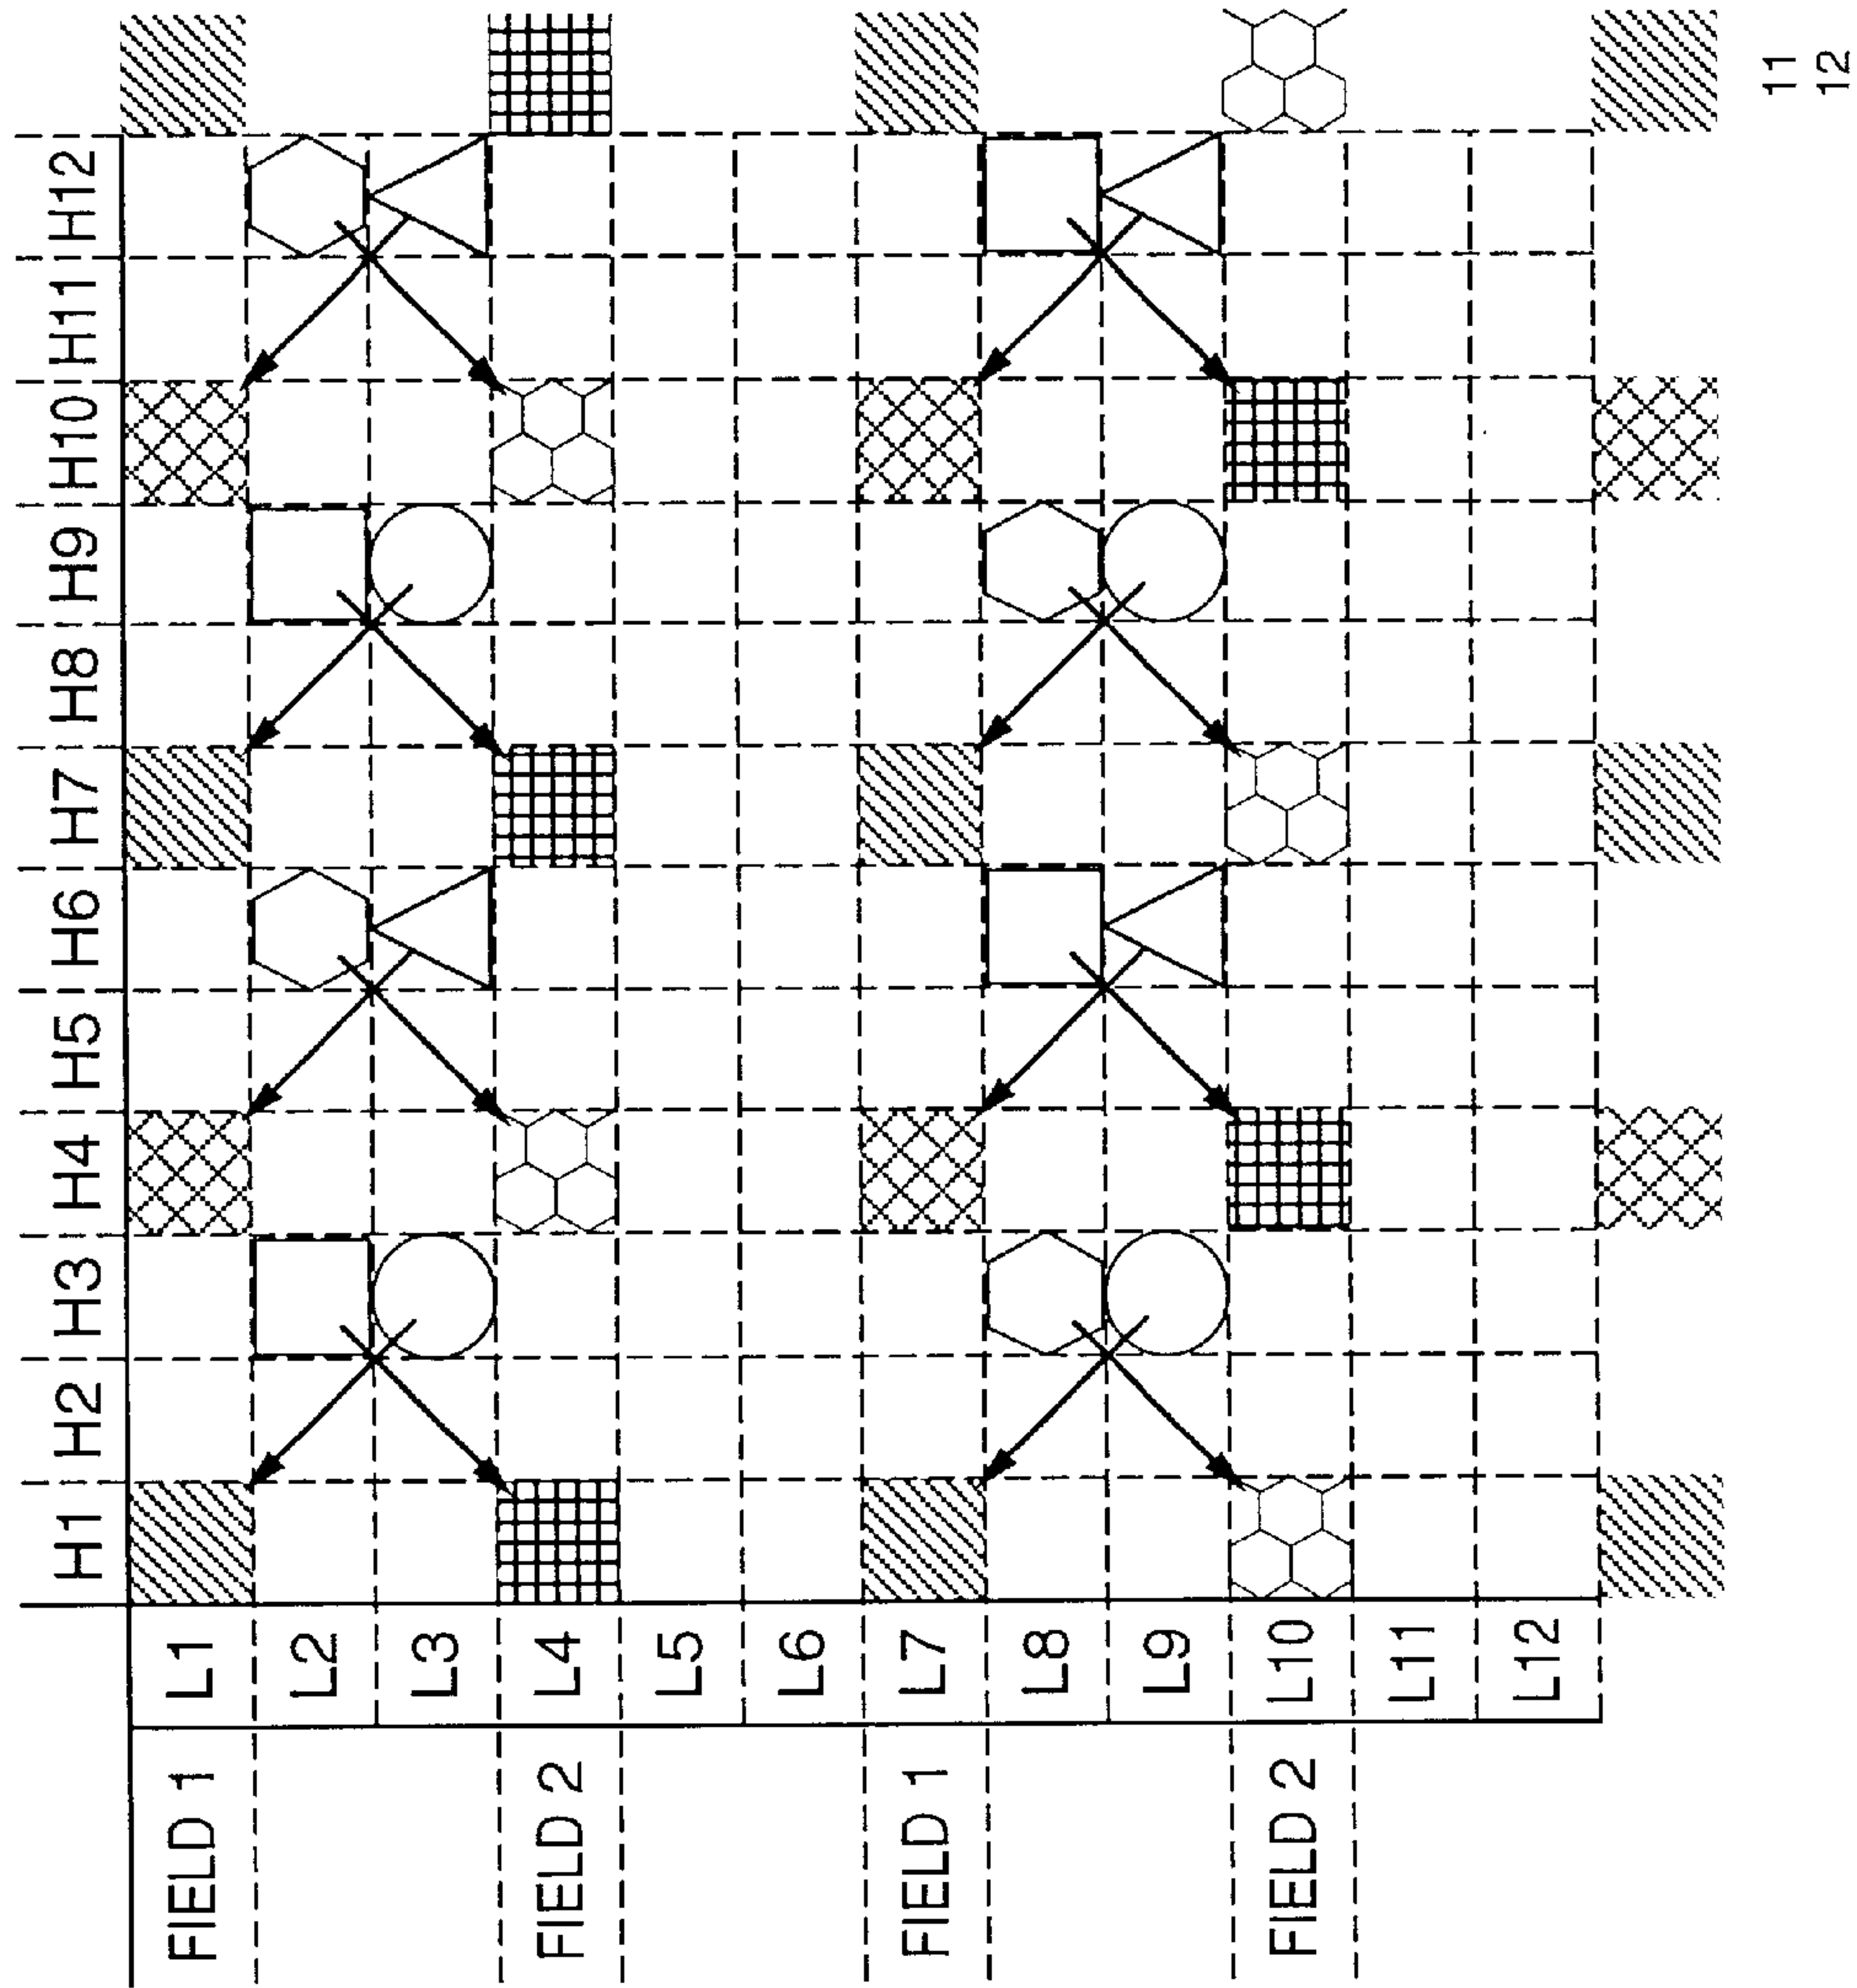 H1 H2 H3 H4 H5 H6 H7 H8 H9 H10 H11 H12
FIELD 1 L1
L2
L3
FIELD 2 L4
L5
L6
FIELD 1 L7
L8
L9
FIELD 2 L10
L11
L12
11
12